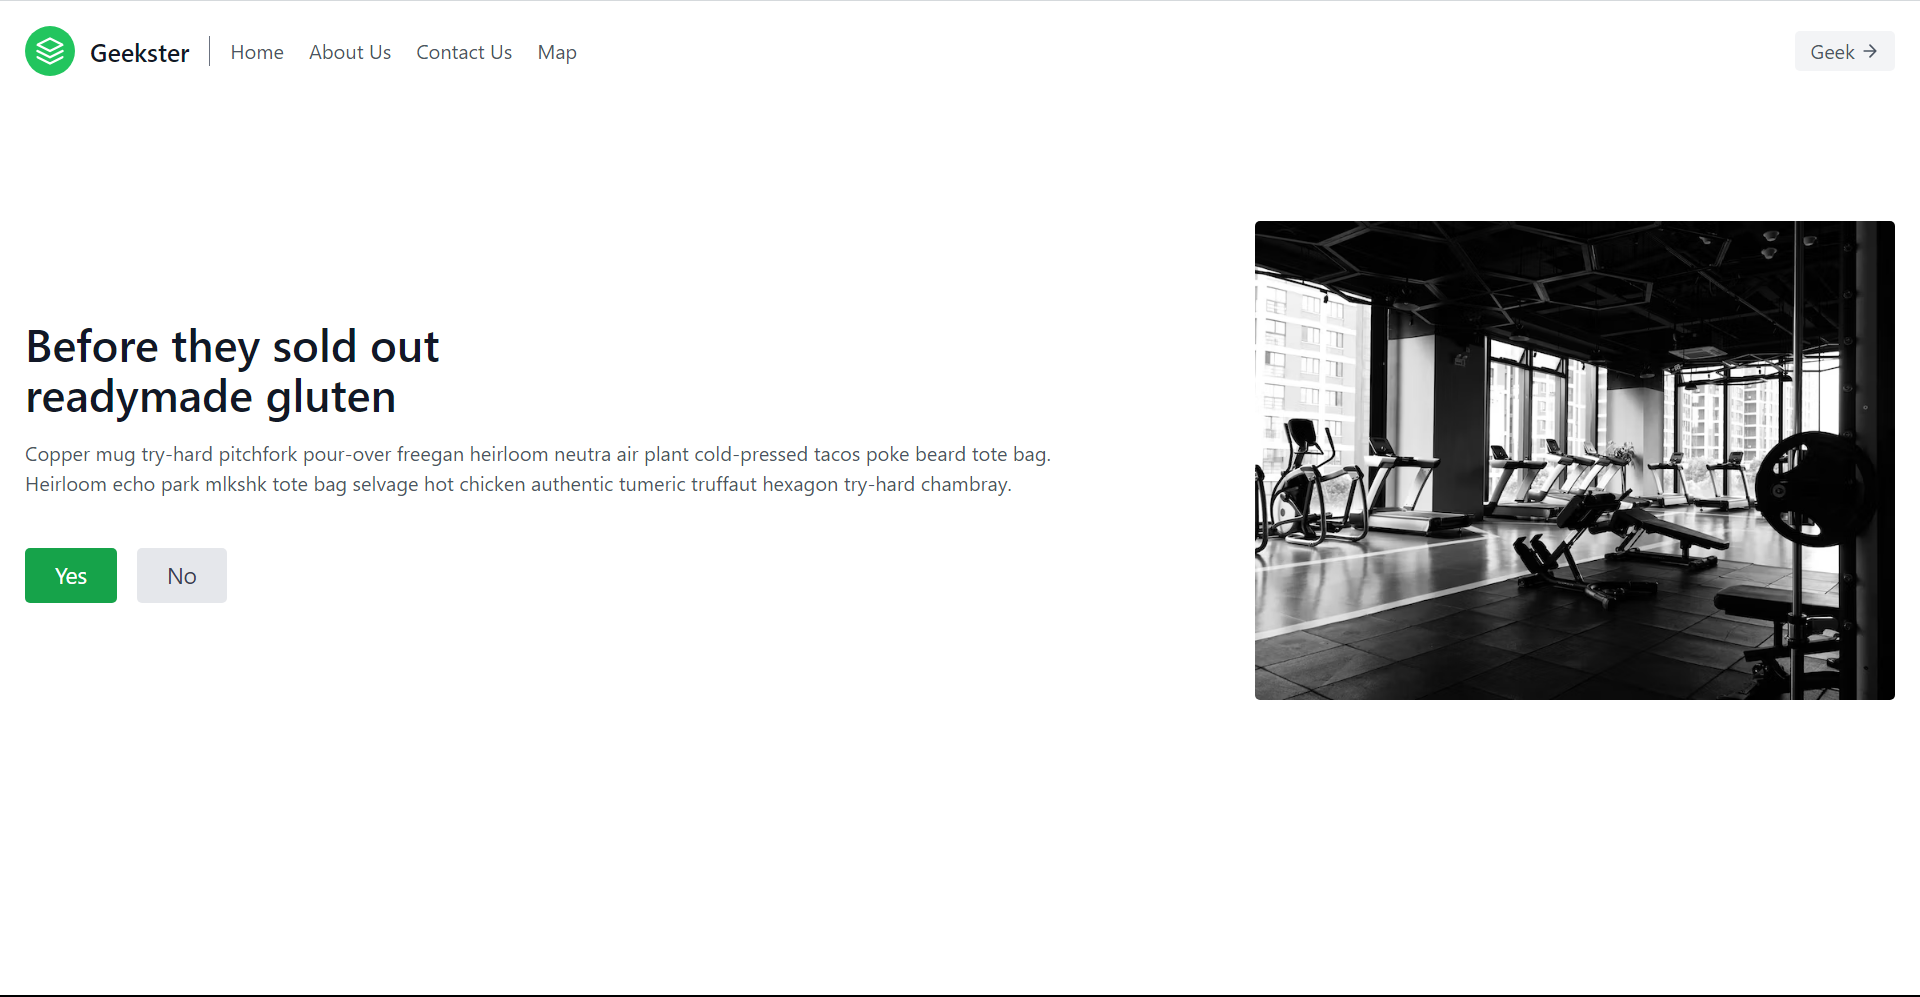 Geekster Home About Us Contact Us Map Geek →
Before they sold out
readymade gluten
Copper mug try-hard pitchfork pour-over freegan heirloom neutra air plant cold-pressed tacos poke beard tote bag.
Heirloom echo park mlkshk tote bag selvage hot chicken authentic tumeric truffaut hexagon try-hard chambray.
Yes No